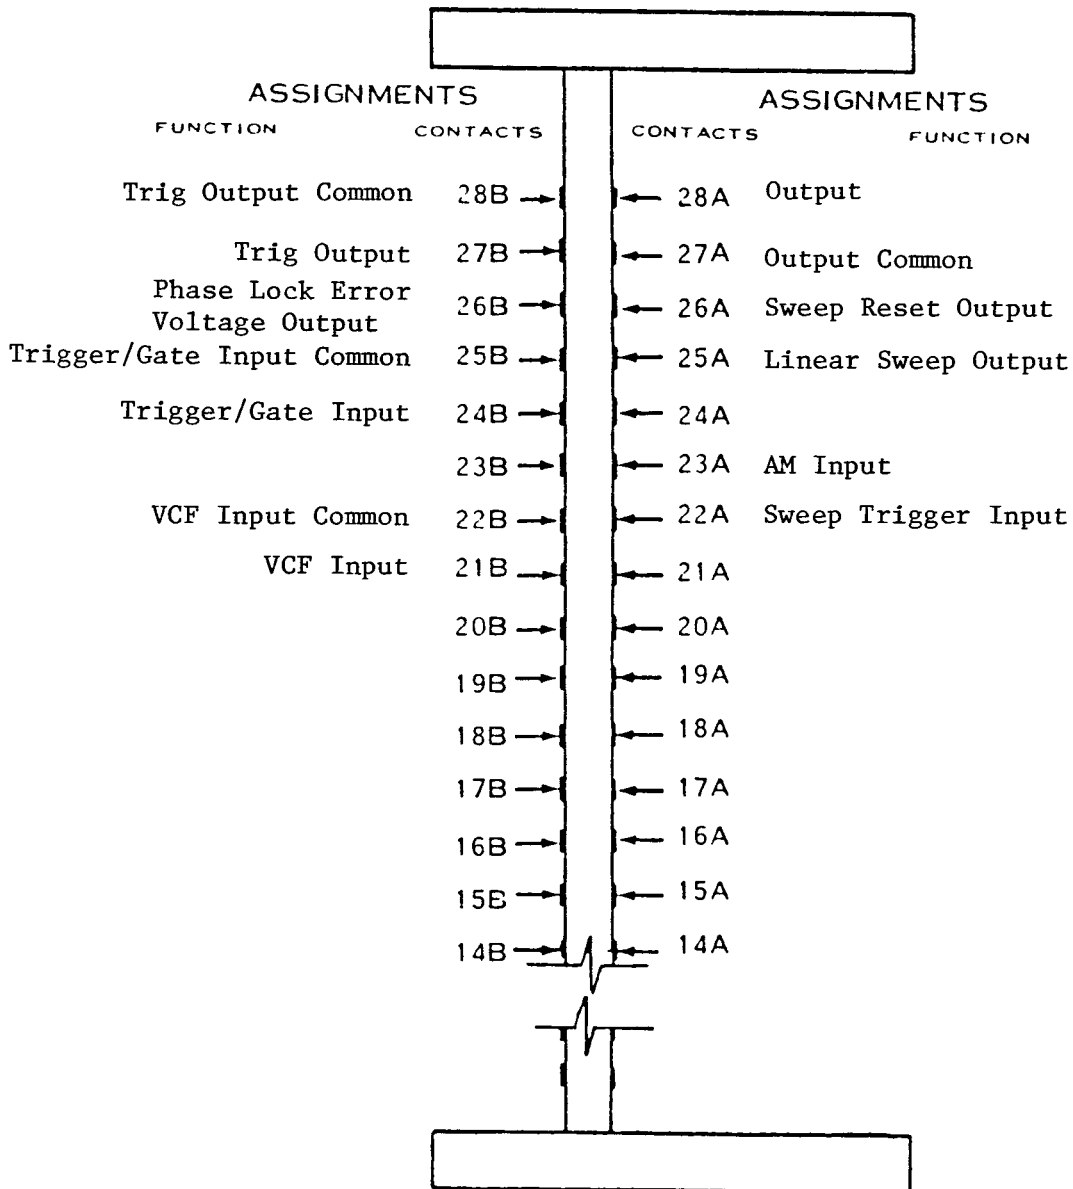 ASSIGNMENTS ASSIGNMENTS
FUNCTION CONTACTS CONTACTS FUNCTION
Trig Output Common 28B 28A Output
Trig Output 27B 27A Output Common
Phase Lock Error
Voltage Output 26B 26A Sweep Reset Output
Trigger/Gate Input Common 25B 25A Linear Sweep Output
Trigger/Gate Input 24B 24A
23B 23A AM Input
VCF Input Common 22B 22A Sweep Trigger Input
VCF Input 21B 21A
20B 20A
19B 19A
18B 18A
17B 17A
16B 16A
15B 15A
14B 14A